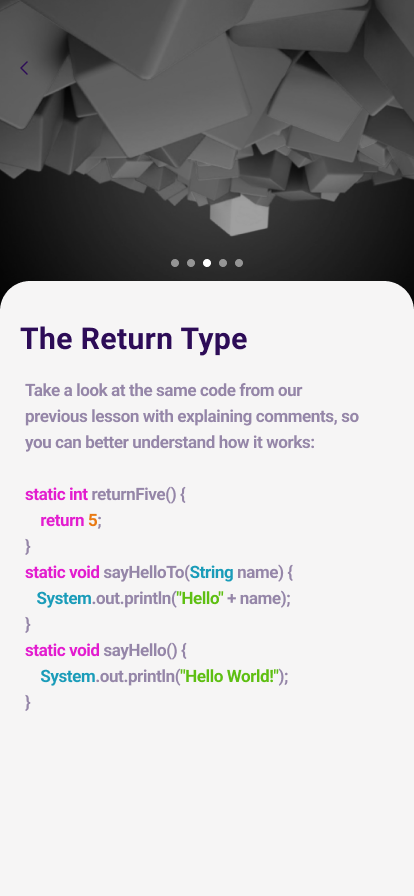 The Return Type
Take a look at the same code from our
previous lesson with explaining comments, so
you can better understand how it works:
static int returnFive() {
return 5;
}
static void sayHelloTo(String name) {
System.out.println("Hello" + name);
}
static void sayHello() {
System.out.println("Hello World!");
}